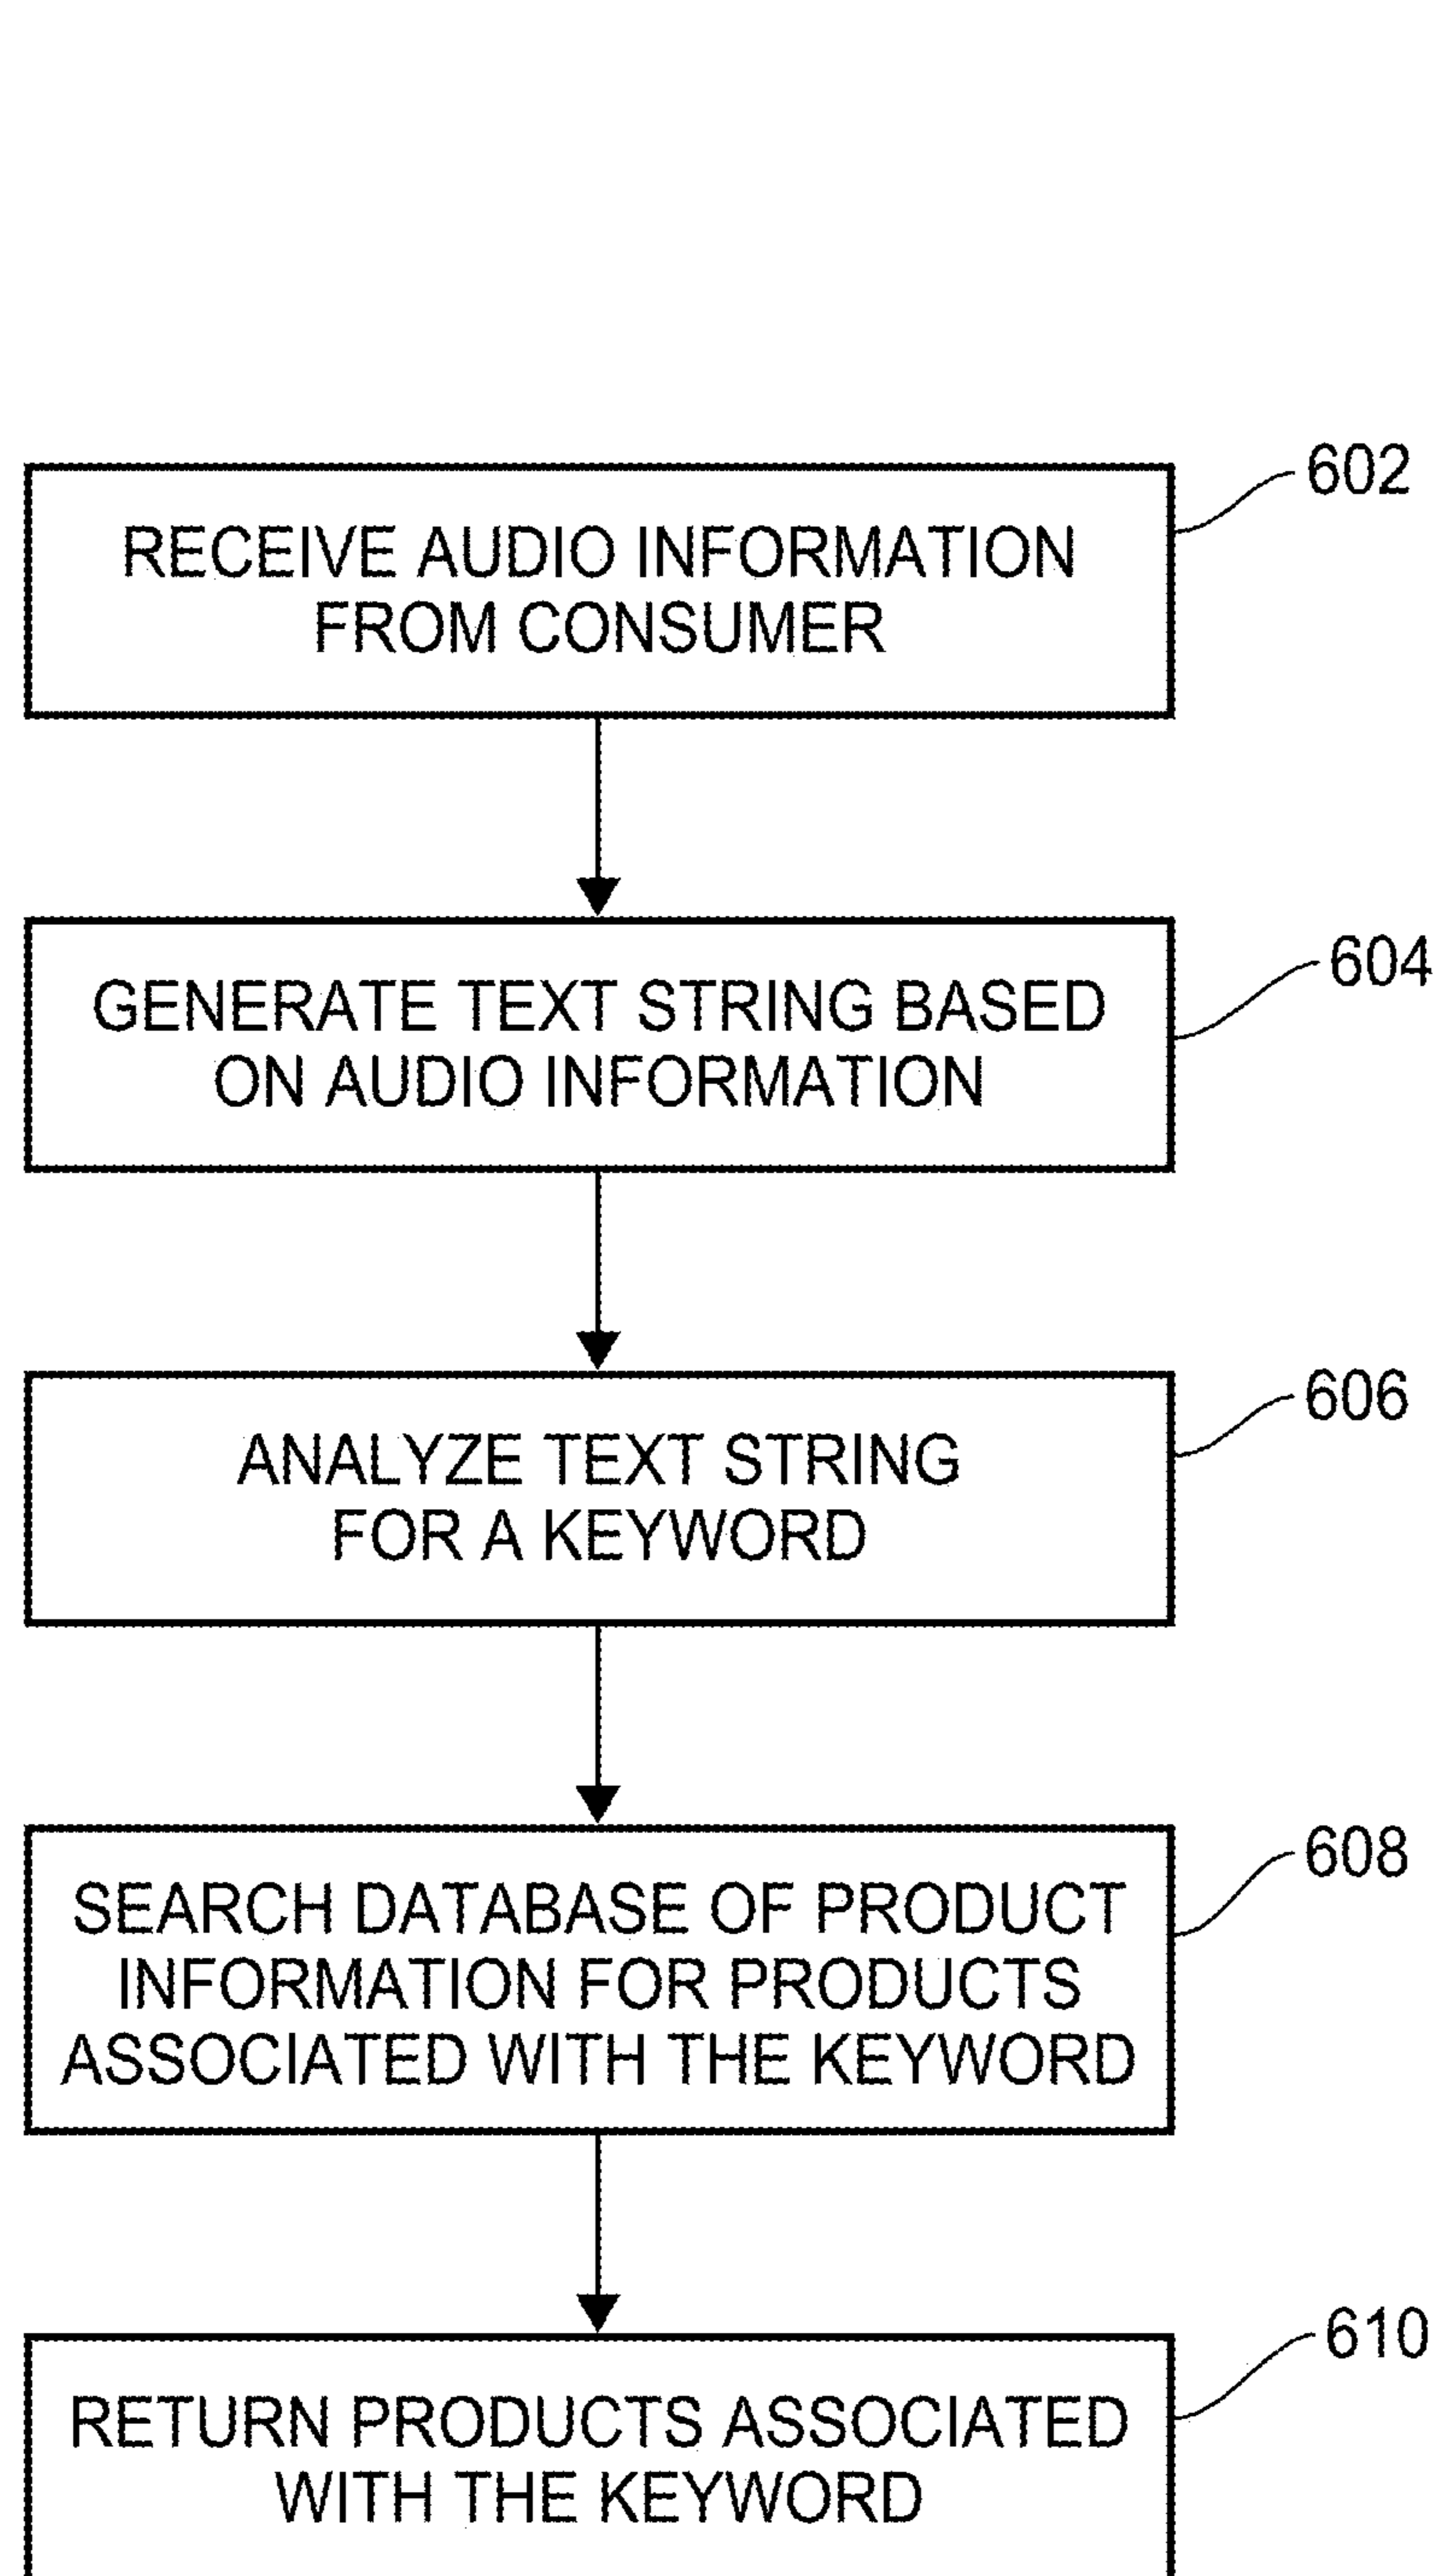 602
RECEIVE AUDIO INFORMATION
FROM CONSUMER
604
GENERATE TEXT STRING BASED
ON AUDIO INFORMATION
606
ANALYZE TEXT STRING
FOR A KEYWORD
608
SEARCH DATABASE OF PRODUCT
INFORMATION FOR PRODUCTS
ASSOCIATED WITH THE KEYWORD
610
RETURN PRODUCTS ASSOCIATED
WITH THE KEYWORD